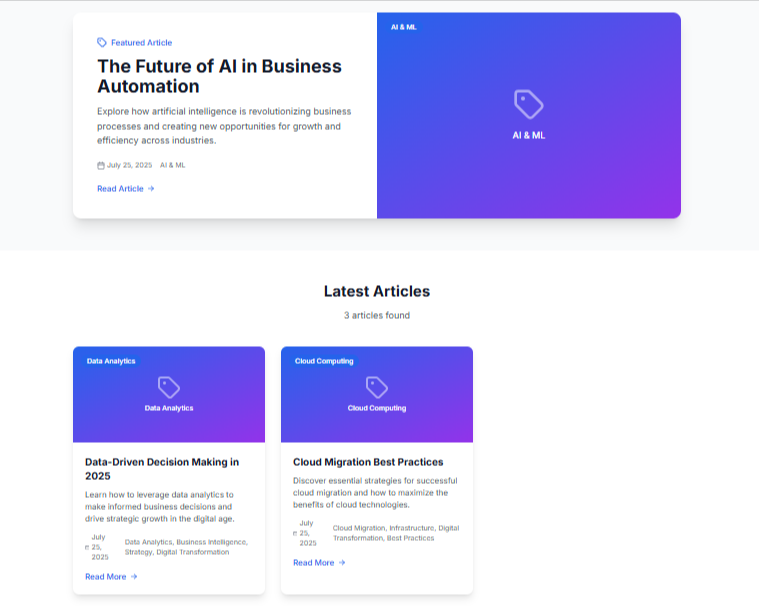 Featured Article
The Future of AI in Business
Automation
Explore how artificial intelligence is revolutionizing business
processes and creating new opportunities for growth and
efficiency across industries.
July 25, 2025 AI & ML
Read Article →
AI & ML
AI & ML
Latest Articles
3 articles found
Data Analytics
Data Analytics
Data-Driven Decision Making in
2025
Learn how to leverage data analytics to
make informed business decisions and
drive strategic growth in the digital age.
July
25,
2025
Data Analytics, Business Intelligence,
Strategy, Digital Transformation
Read More →
Cloud Computing
Cloud Computing
Cloud Migration Best Practices
Discover essential strategies for successful
cloud migration and how to maximize the
benefits of cloud technologies.
July
25,
2025
Cloud Migration, Infrastructure, Digital
Transformation, Best Practices
Read More →